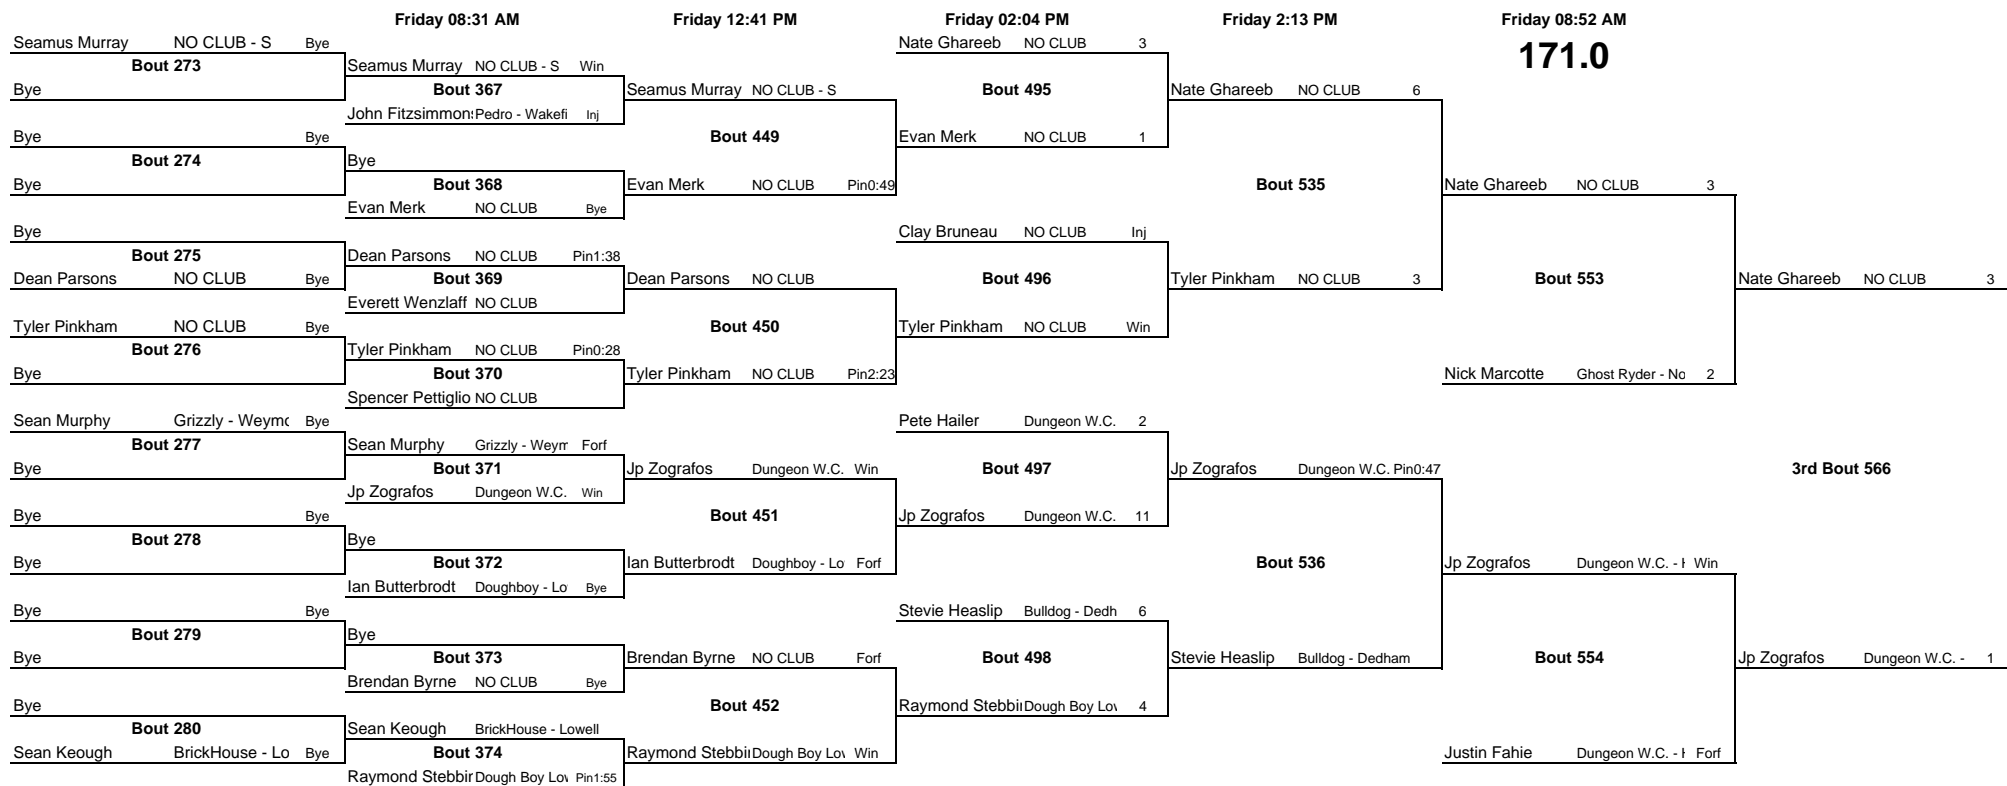 Friday 08:31 AM Friday 12:41 PM Friday 02:04 PM Friday 2:13 PM Friday 08:52 AM
171.0
Seamus Murray NO CLUB - S Bye
Bout 273
Bye
Bye Bye
Bout 274
Bye
Bye
Bout 275
Dean Parsons NO CLUB Bye
Tyler Pinkham NO CLUB Bye
Bout 276
Bye
Sean Murphy Grizzly - Weymo Bye
Bout 277
Bye
Bye Bye
Bout 278
Bye
Bye Bye
Bout 279
Bye
Bye
Bout 280
Sean Keough BrickHouse - Lo Bye
Seamus Murray NO CLUB - S Win
Bout 367
John Fitzsimmons Pedro - Wakefi Inj
Bye
Bout 368
Evan Merk NO CLUB Bye
Dean Parsons NO CLUB Pin1:38
Bout 369
Everett Wenzlaff NO CLUB
Tyler Pinkham NO CLUB Pin0:28
Bout 370
Spencer Pettiglio NO CLUB
Sean Murphy Grizzly - Weym Forf
Bout 371
Jp Zografos Dungeon W.C. Win
Bye
Bout 372
Ian Butterbrodt Doughboy - Lo Bye
Bye
Bout 373
Brendan Byrne NO CLUB Bye
Sean Keough BrickHouse - Lowell
Bout 374
Raymond Stebbin Dough Boy Low Pin1:55
Seamus Murray NO CLUB - S
Bout 449
Evan Merk NO CLUB Pin0:49
Dean Parsons NO CLUB
Bout 450
Tyler Pinkham NO CLUB Pin2:23
Jp Zografos Dungeon W.C. Win
Bout 451
Ian Butterbrodt Doughboy - Lo Forf
Brendan Byrne NO CLUB Forf
Bout 452
Raymond Stebbin Dough Boy Low Win
Nate Ghareeb NO CLUB 3
Bout 495
Evan Merk NO CLUB 1
Clay Bruneau NO CLUB Inj
Bout 496
Tyler Pinkham NO CLUB Win
Pete Hailer Dungeon W.C. 2
Bout 497
Jp Zografos Dungeon W.C. 11
Stevie Heaslip Bulldog - Dedh 6
Bout 498
Raymond Stebbin Dough Boy Low 4
Nate Ghareeb NO CLUB 6
Bout 535
Tyler Pinkham NO CLUB 3
Jp Zografos Dungeon W.C. Pin0:47
Bout 536
Stevie Heaslip Bulldog - Dedham
Nate Ghareeb NO CLUB 3
Bout 553
Nick Marcotte Ghost Ryder - No 2
Jp Zografos Dungeon W.C. - H Win
Bout 554
Justin Fahie Dungeon W.C. - H Forf
Nate Ghareeb NO CLUB 3
3rd Bout 566
Jp Zografos Dungeon W.C. - 1